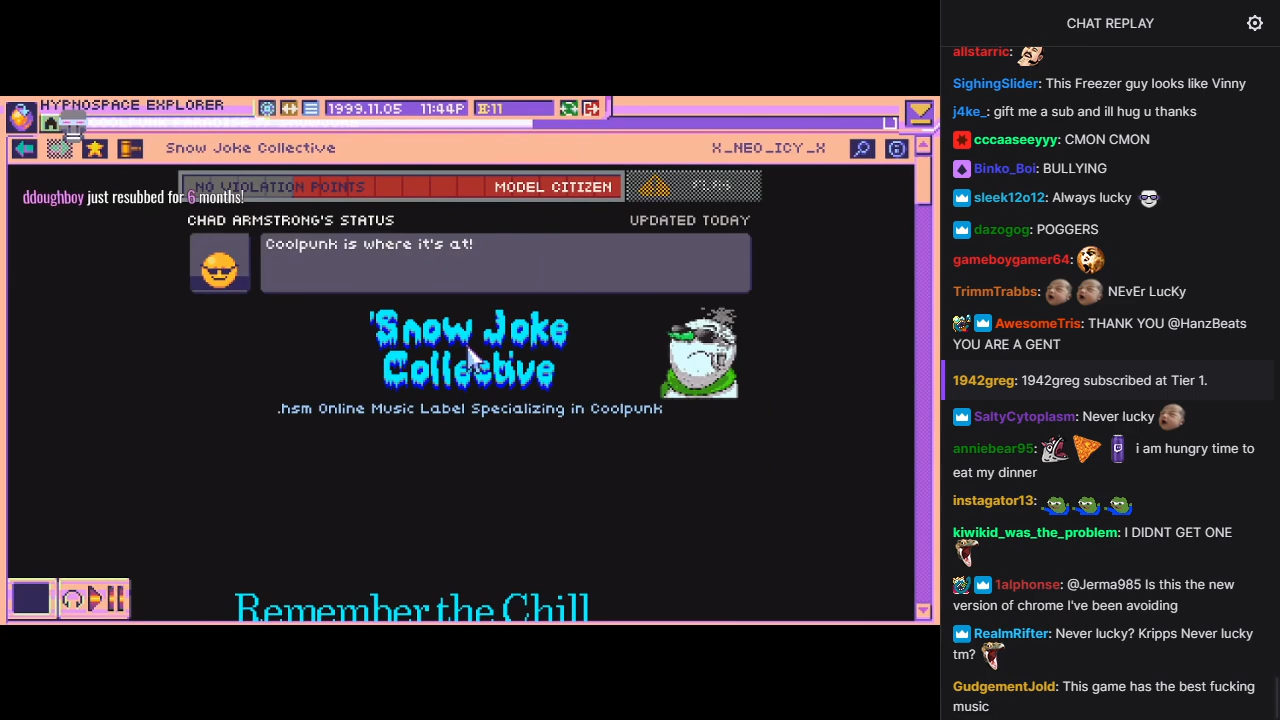 HYPNOSPACE EXPLORER
1999.11.05 11:44P
11
Snow Joke Collective
X_NEO_ICY_X
NO VIOLATION POINTS
MODEL CITIZEN
ddoughboy just resubbed for 6 months!
CHAD ARMSTRONG'S STATUS
UPDATED TODAY
Coolpunk is where it's at!
'Snow Joke
Collective
.hsm Online Music Label Specializing in Coolpunk
Remember the Chill
CHAT REPLAY
allstarric:
SighingSlider: This Freezer guy looks like Vinny
j4ke_: gift me a sub and ill hug u thanks
cccaaseeyyy: CMON CMON
Binko_Boi: BULLYING
sleek12o12: Always lucky
dazogog: POGGERS
gameboygamer64:
TrimmTrabbs: NEvEr LucKy
AwesomeTris: THANK YOU @HanzBeats
YOU ARE A GENT
1942greg: 1942greg subscribed at Tier 1.
SaltyCytoplasm: Never lucky
anniebear95: i am hungry time to
eat my dinner
instagator13:
kiwikid_was_the_problem: I DIDNT GET ONE
1alphonse: @Jerma985 Is this the new
version of chrome I've been avoiding
RealmRifter: Never lucky? Kripps Never lucky
tm?
GudgementJold: This game has the best fucking
music